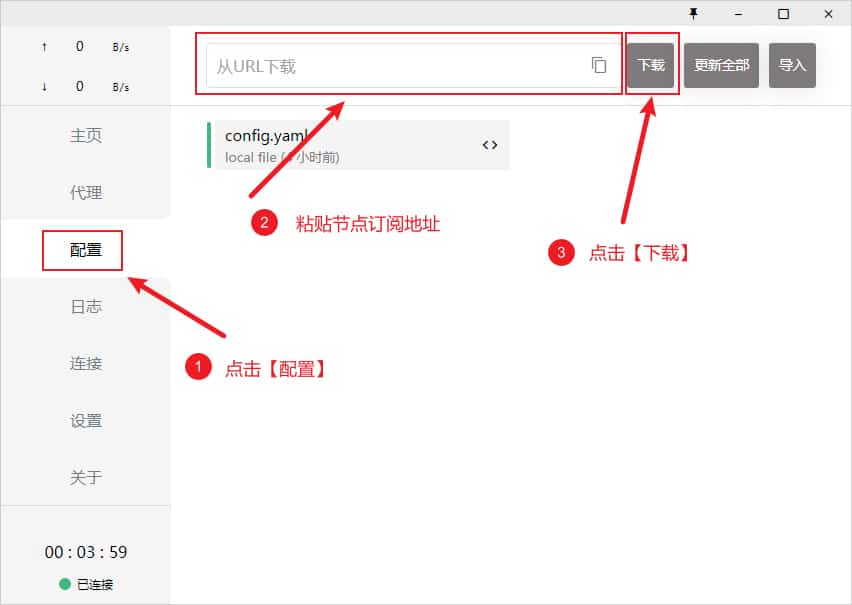 ↑ 0 B/s
↓ 0 B/s
从URL下载
下载
更新全部
导入
主页
代理
配置
日志
连接
设置
关于
00 : 03 : 59
已连接
config.yaml
local file ( 小时前)
<>
2 粘贴节点订阅地址
3 点击【下载】
1 点击【配置】